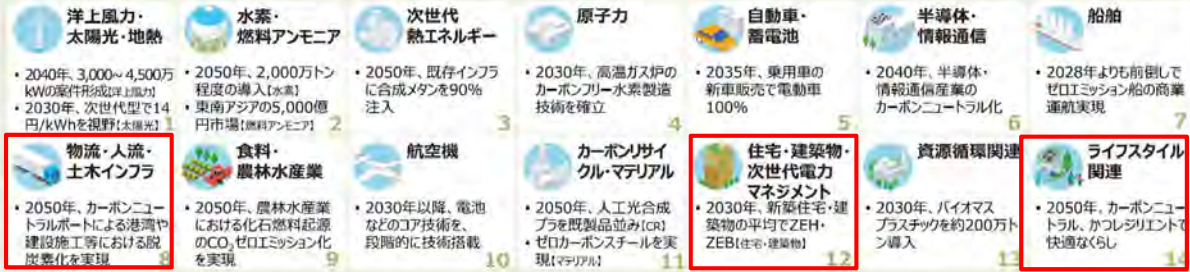 洋上風力・
太陽光・地熱
・2040年、3,000～4,500万
kWの案件形成【洋上風力】
・2030年、次世代型で14
円/kWhを視野【太陽光】
1
水素・
燃料アンモニア
・2050年、2,000万トン
程度の導入【水素】
・東南アジアの5,000億
円市場【燃料アンモニア】
2
次世代
熱エネルギー
・2050年、既存インフラ
に合成メタンを90%
注入
3
原子力
・2030年、高温ガス炉の
カーボンフリー水素製造
技術を確立
4
自動車・
蓄電池
・2035年、乗用車の
新車販売で電動車
100%
5
半導体・
情報通信
・2040年、半導体・
情報通信産業の
カーボンニュートラル化
6
船舶
・2028年よりも前倒しで
ゼロエミッション船の商業
運航実現
7
物流・人流・
土木インフラ
・2050年、カーボンニュー
トラルポートによる港湾や
建設施工等における脱
炭素化を実現
8
食料・
農林水産業
・2050年、農林水産業
における化石燃料起源
のCO₂ゼロエミッション化
を実現
9
航空機
・2030年以降、電池
などのコア技術を、
段階的に技術搭載
10
カーボンリサイ
クル・マテリアル
・2050年、人工光合成
プラを既製品並み【CR】
・ゼロカーボンスチールを実
現【マテリアル】
11
住宅・建築物・
次世代電力
マネジメント
・2030年、新築住宅・建
築物の平均でZEH・
ZEB【住宅・建築物】
12
資源循環関連
・2030年、バイオマス
プラスチックを約200万ト
ン導入
13
ライフスタイル
関連
・2050年、カーボンニュー
トラル、かつレジリエントで
快適なくらし
14